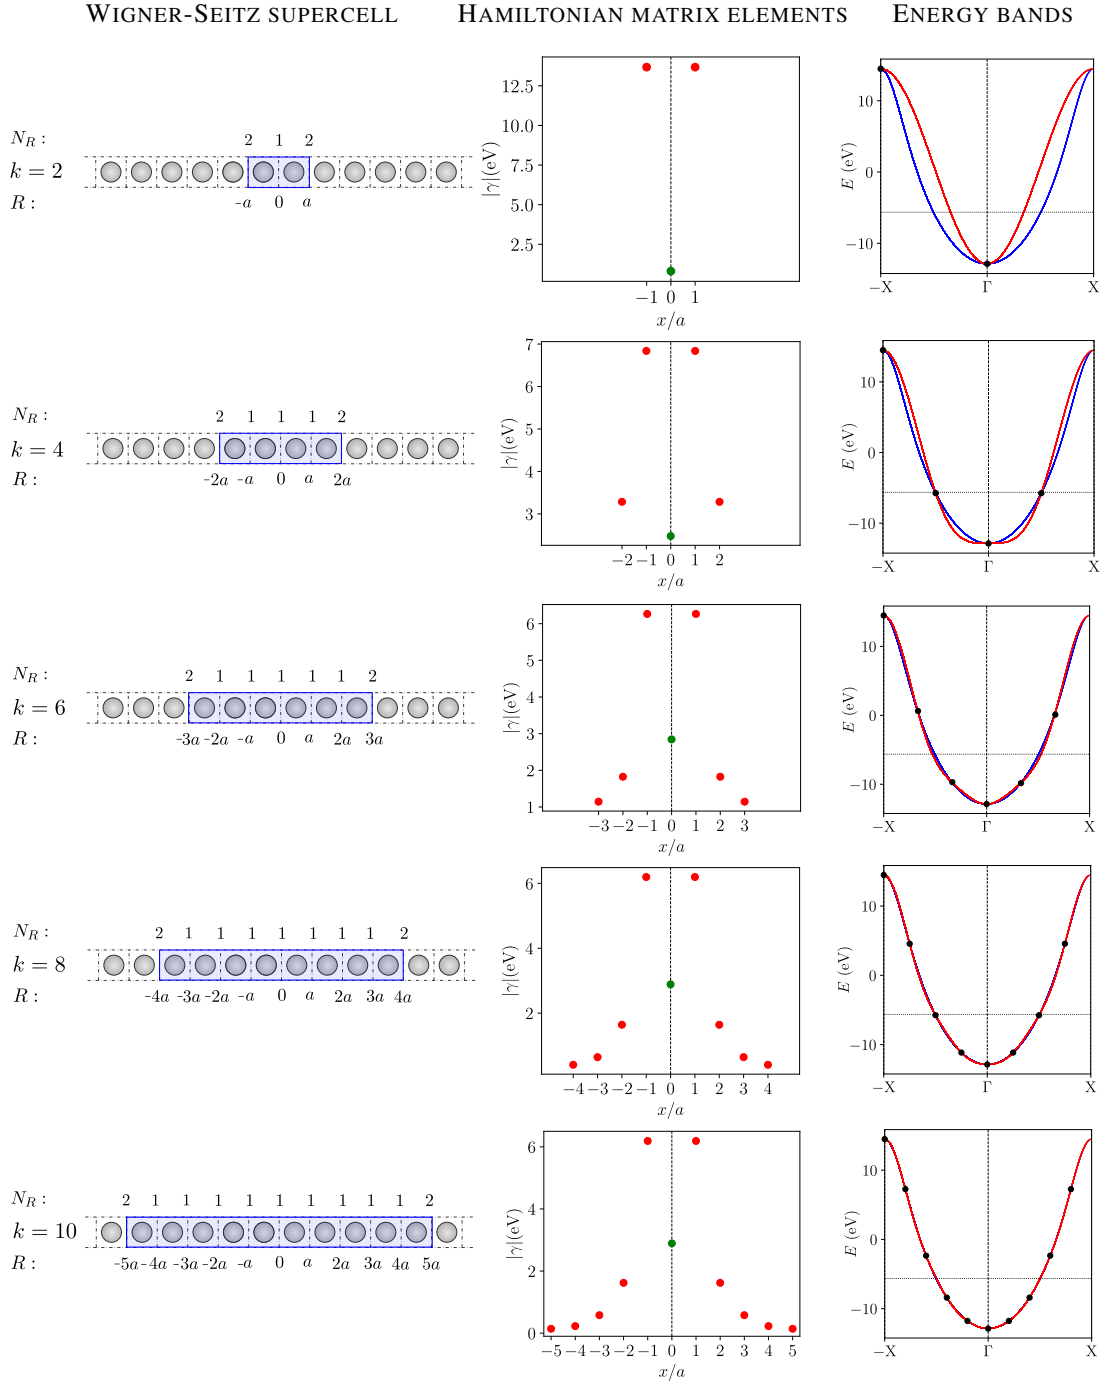 WIGNER-SEITZ SUPERCELL HAMILTONIAN MATRIX ELEMENTS ENERGY BANDS
N_R :
2 1 2
k = 2
R :
-a 0 a
12.5
10.0
7.5
5.0
2.5
|γ|(eV)
−1 0 1
x/a
10
0
−10
E (eV)
−X Γ X
N_R :
2 1 1 1 2
k = 4
R :
-2a -a 0 a 2a
7
6
5
4
3
|γ|(eV)
−2 −1 0 1 2
x/a
10
0
−10
E (eV)
−X Γ X
N_R :
2 1 1 1 1 1 2
k = 6
R :
-3a -2a -a 0 a 2a 3a
6
5
4
3
2
1
|γ|(eV)
−3 −2 −1 0 1 2 3
x/a
10
0
−10
E (eV)
−X Γ X
N_R :
2 1 1 1 1 1 1 1 2
k = 8
R :
-4a -3a -2a -a 0 a 2a 3a 4a
6
4
2
|γ|(eV)
−4 −3 −2 −1 0 1 2 3 4
x/a
10
0
−10
E (eV)
−X Γ X
N_R :
2 1 1 1 1 1 1 1 1 1 2
k = 10
R :
-5a -4a -3a -2a -a 0 a 2a 3a 4a 5a
6
4
2
0
|γ|(eV)
−5 −4 −3 −2 −1 0 1 2 3 4 5
x/a
10
0
−10
E (eV)
−X Γ X